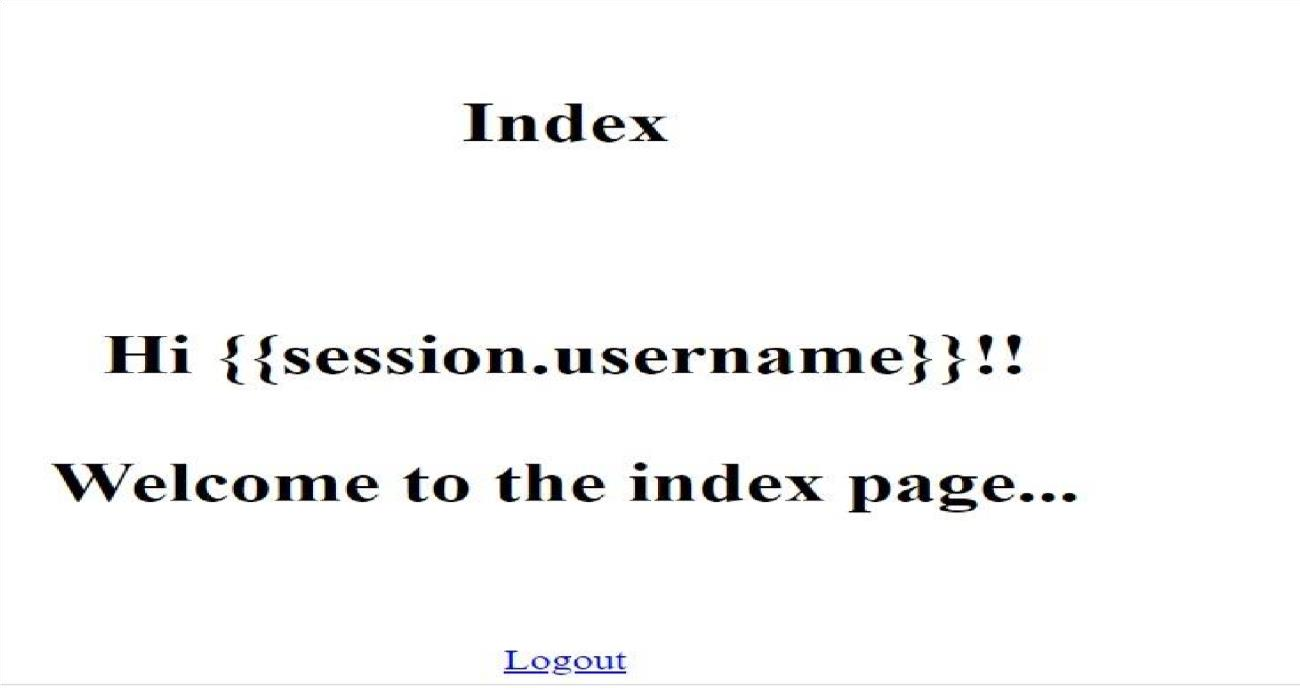 Index
Hi {{session.username}}!!
Welcome to the index page...
Logout